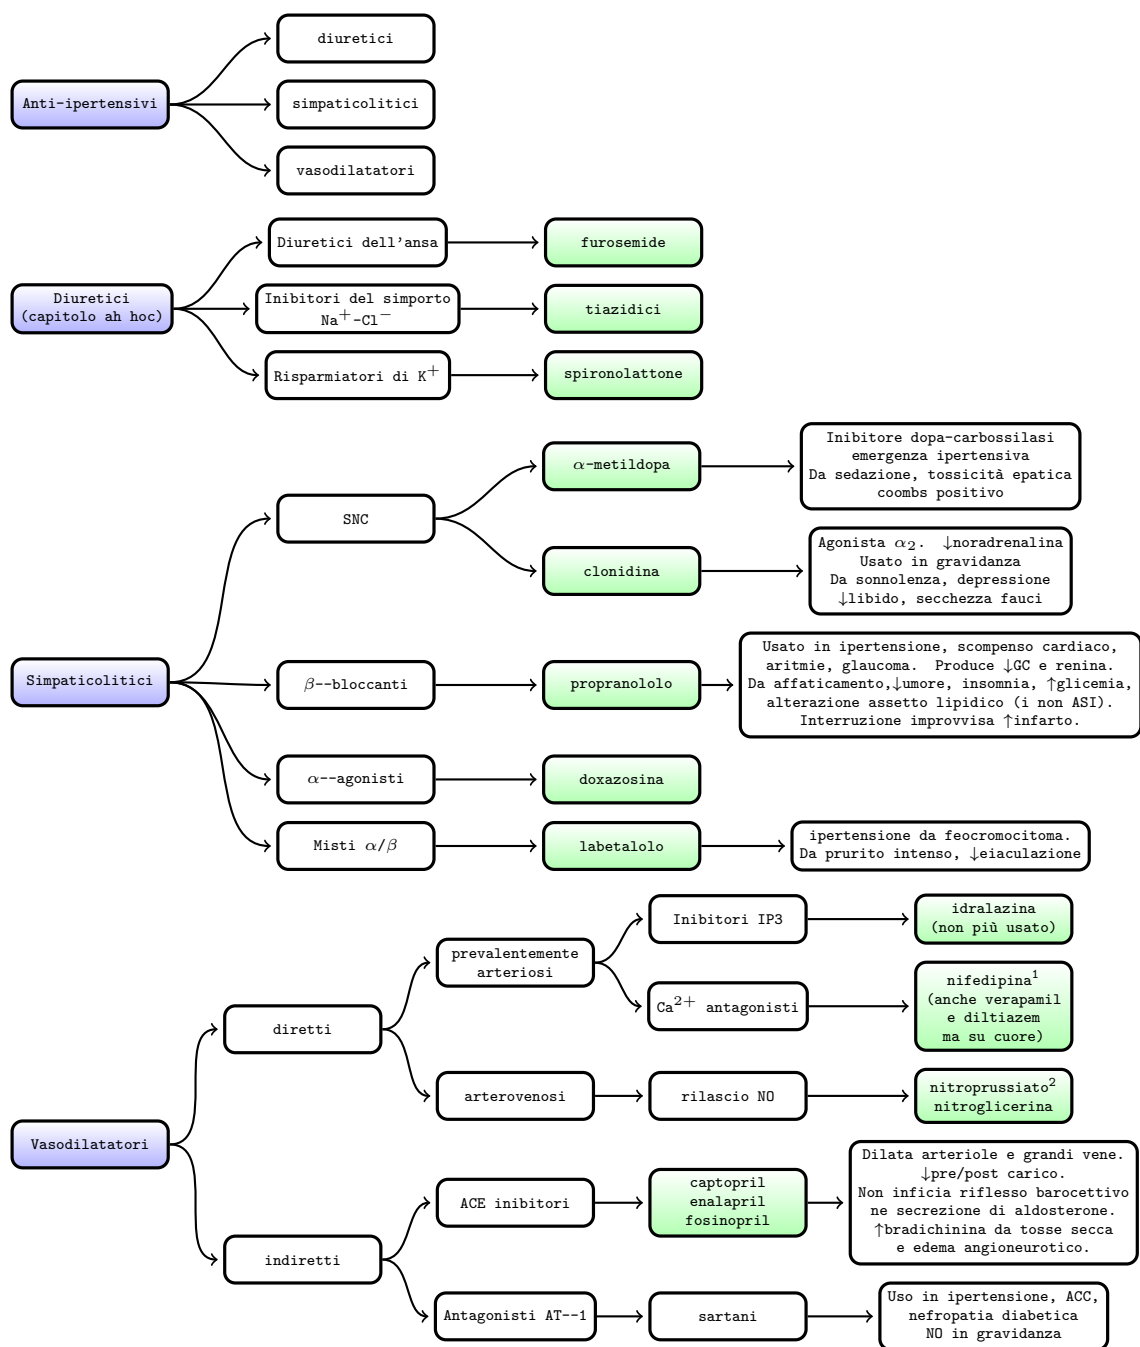 Anti-ipertensivi
diuretici
simpaticolitici
vasodilatatori
Diuretici
(capitolo ah hoc)
Diuretici dell'ansa
furosemide
Inibitori del simporto
Na⁺-Cl⁻
tiazidici
Risparmiatori di K⁺
spironolattone
Simpaticolitici
SNC
α-metildopa
Inibitore dopa-carbossilasi
emergenza ipertensiva
Da sedazione, tossicità epatica
coombs positivo
clonidina
Agonista α₂. ↓noradrenalina
Usato in gravidanza
Da sonnolenza, depressione
↓libido, secchezza fauci
β--bloccanti
propranololo
Usato in ipertensione, scompenso cardiaco,
aritmie, glaucoma. Produce ↓GC e renina.
Da affaticamento,↓umore, insomnia, ↑glicemia,
alterazione assetto lipidico (i non ASI).
Interruzione improvvisa ↑infarto.
α--agonisti
doxazosina
Misti α/β
labetalolo
ipertensione da feocromocitoma.
Da prurito intenso, ↓eiaculazione
Vasodilatatori
diretti
prevalentemente
arteriosi
Inibitori IP3
idralazina
(non più usato)
Ca²⁺ antagonisti
nifedipina¹
(anche verapamil
e diltiazem
ma su cuore)
arterovenosi
rilascio NO
nitroprussiato²
nitroglicerina
indiretti
ACE inibitori
captopril
enalapril
fosinopril
Dilata arteriole e grandi vene.
↓pre/post carico.
Non inficia riflesso barocettivo
ne secrezione di aldosterone.
↑bradichinina da tosse secca
e edema angioneurotico.
Antagonisti AT--1
sartani
Uso in ipertensione, ACC,
nefropatia diabetica
NO in gravidanza